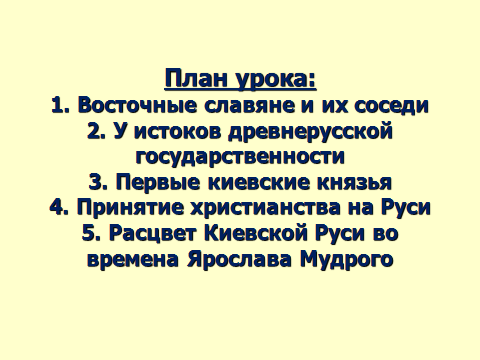 План урока:
1. Восточные славяне и их соседи
2. У истоков древнерусской
государственности
3. Первые киевские князья
4. Принятие христианства на Руси
5. Расцвет Киевской Руси во
времена Ярослава Мудрого